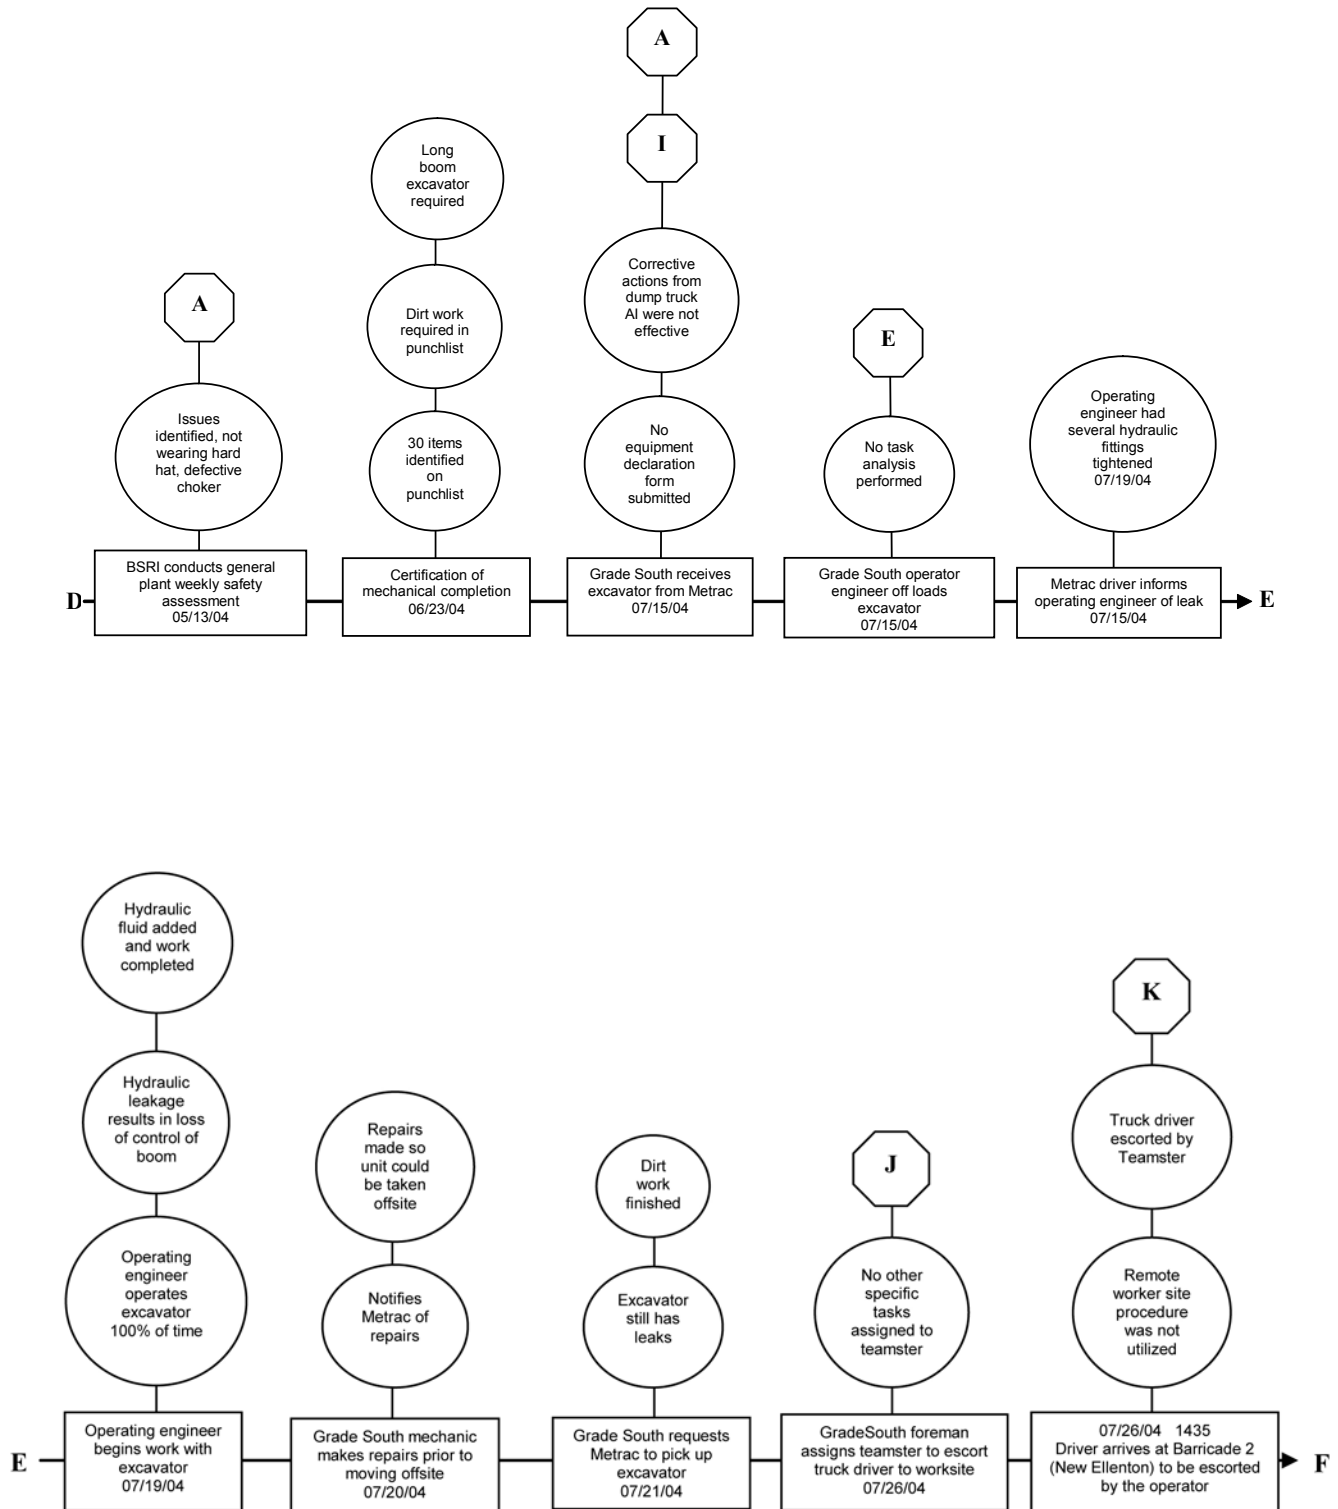 A
I
Long
boom
excavator
required
Corrective
actions from
dump truck
AI were not
effective
A
Dirt work
required in
punchlist
E
Issues
identified, not
wearing hard
hat, defective
choker
30 items
identified
on
punchlist
No
equipment
declaration
form
submitted
No task
analysis
performed
Operating
engineer had
several hydraulic
fittings
tightened
07/19/04
D
BSRI conducts general
plant weekly safety
assessment
05/13/04
Certification of
mechanical completion
06/23/04
Grade South receives
excavator from Metrac
07/15/04
Grade South operator
engineer off loads
excavator
07/15/04
Metrac driver informs
operating engineer of leak
07/15/04
E
Hydraulic
fluid added
and work
completed
Hydraulic
leakage
results in loss
of control of
boom
Operating
engineer
operates
excavator
100% of time
Repairs
made so
unit could
be taken
offsite
Notifies
Metrac of
repairs
Dirt
work
finished
Excavator
still has
leaks
J
No other
specific
tasks
assigned to
teamster
K
Truck driver
escorted by
Teamster
Remote
worker site
procedure
was not
utilized
E
Operating engineer
begins work with
excavator
07/19/04
Grade South mechanic
makes repairs prior to
moving offsite
07/20/04
Grade South requests
Metrac to pick up
excavator
07/21/04
GradeSouth foreman
assigns teamster to escort
truck driver to worksite
07/26/04
07/26/04 1435
Driver arrives at Barricade 2
(New Ellenton) to be escorted
by the operator
F